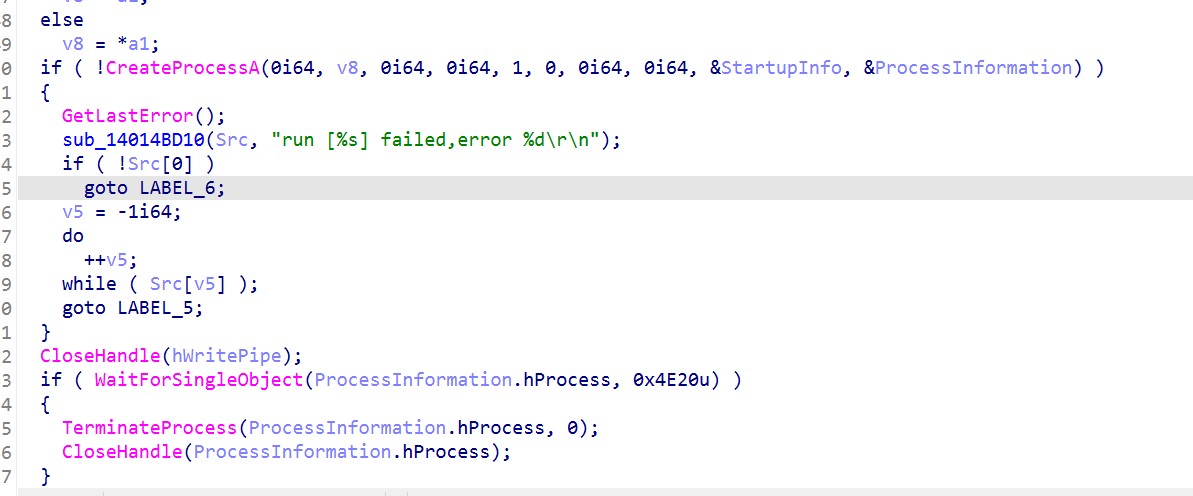 8 else
9 v8 = *a1;
0 if ( !CreateProcessA(0i64, v8, 0i64, 0i64, 1, 0, 0i64, 0i64, &StartupInfo, &ProcessInformation) )
1 {
2 GetLastError();
3 sub_14014BD10(Src, "run [%s] failed,error %d\r\n");
4 if ( !Src[0] )
5 goto LABEL_6;
6 v5 = -1i64;
7 do
8 ++v5;
9 while ( Src[v5] );
0 goto LABEL_5;
1 }
2 CloseHandle(hWritePipe);
3 if ( WaitForSingleObject(ProcessInformation.hProcess, 0x4E20u) )
4 {
5 TerminateProcess(ProcessInformation.hProcess, 0);
6 CloseHandle(ProcessInformation.hProcess);
7 }